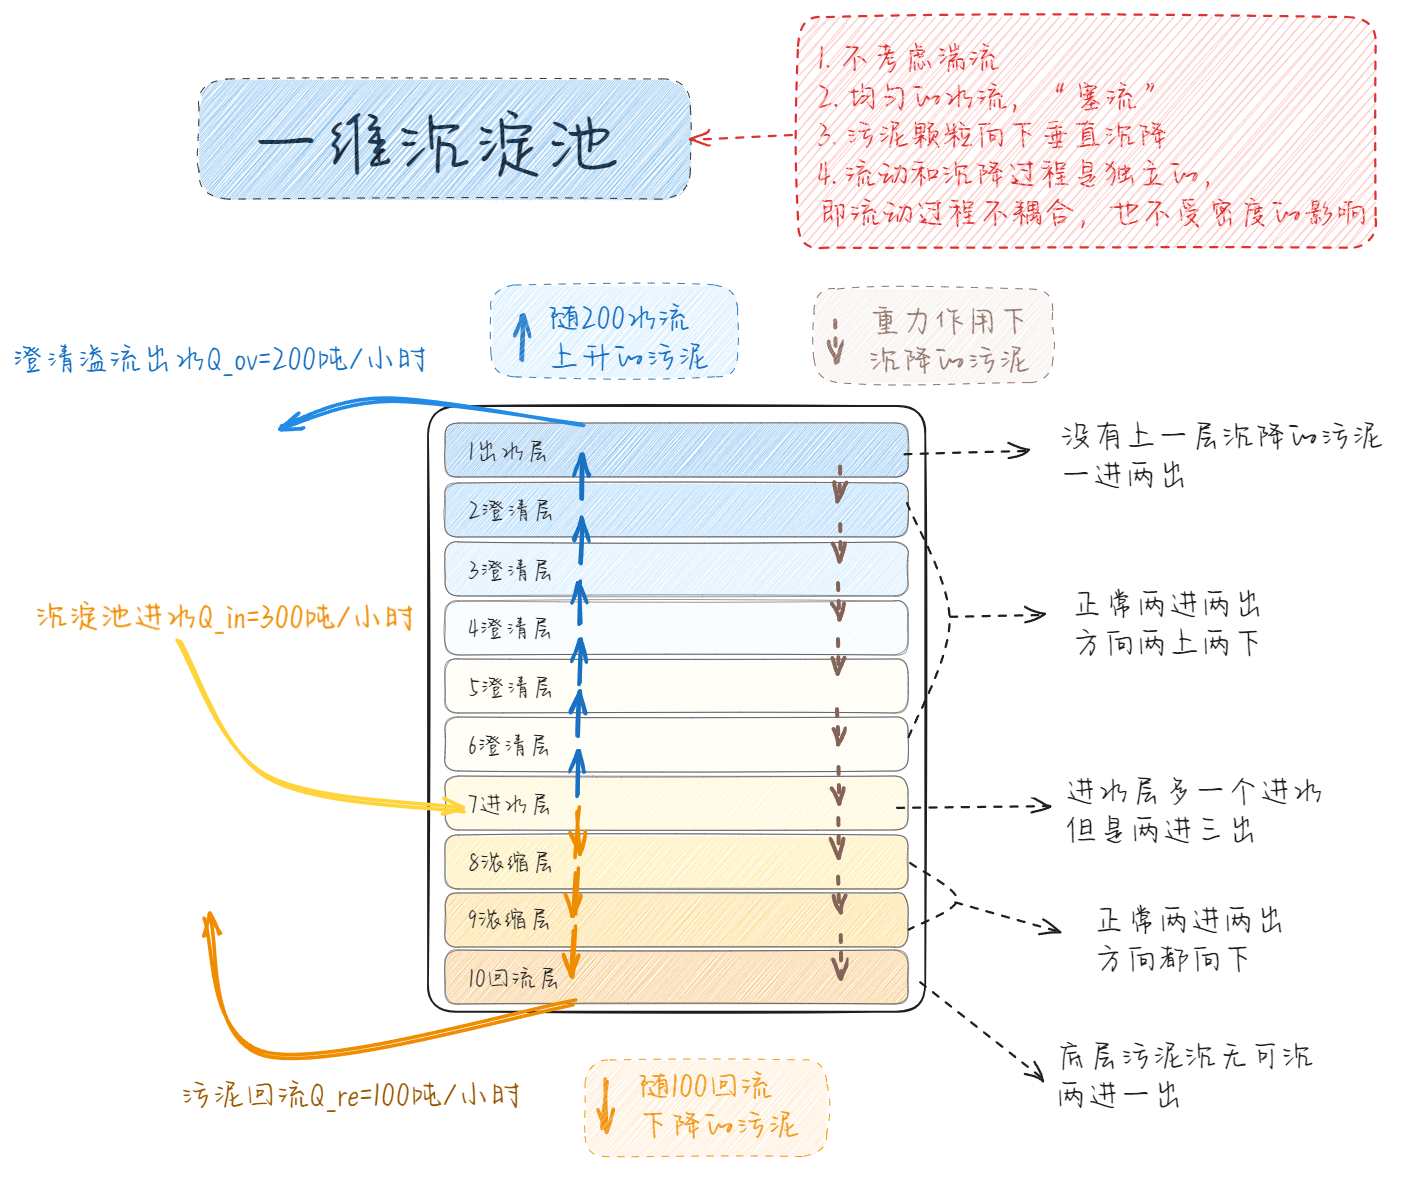 一维沉淀池
1. 不考虑湍流
2. 均匀的水流，“塞流”
3. 污泥颗粒向下垂直沉降
4. 流动和沉降过程是独立的，
即流动过程不耦合，也不受密度的影响
随200水流
上升的污泥
重力作用下
沉降的污泥
澄清溢流出水Q_ov=200吨/小时
1出水层
2澄清层
3澄清层
4澄清层
5澄清层
6澄清层
7进水层
8浓缩层
9浓缩层
10回流层
没有上一层沉降的污泥
一进两出
沉淀池进水Q_in=300吨/小时
正常两进两出
方向两上两下
进水层多一个进水
但是两进三出
正常两进两出
方向都向下
底层污泥沉无可沉
两进一出
污泥回流Q_re=100吨/小时
随100回流
下降的污泥